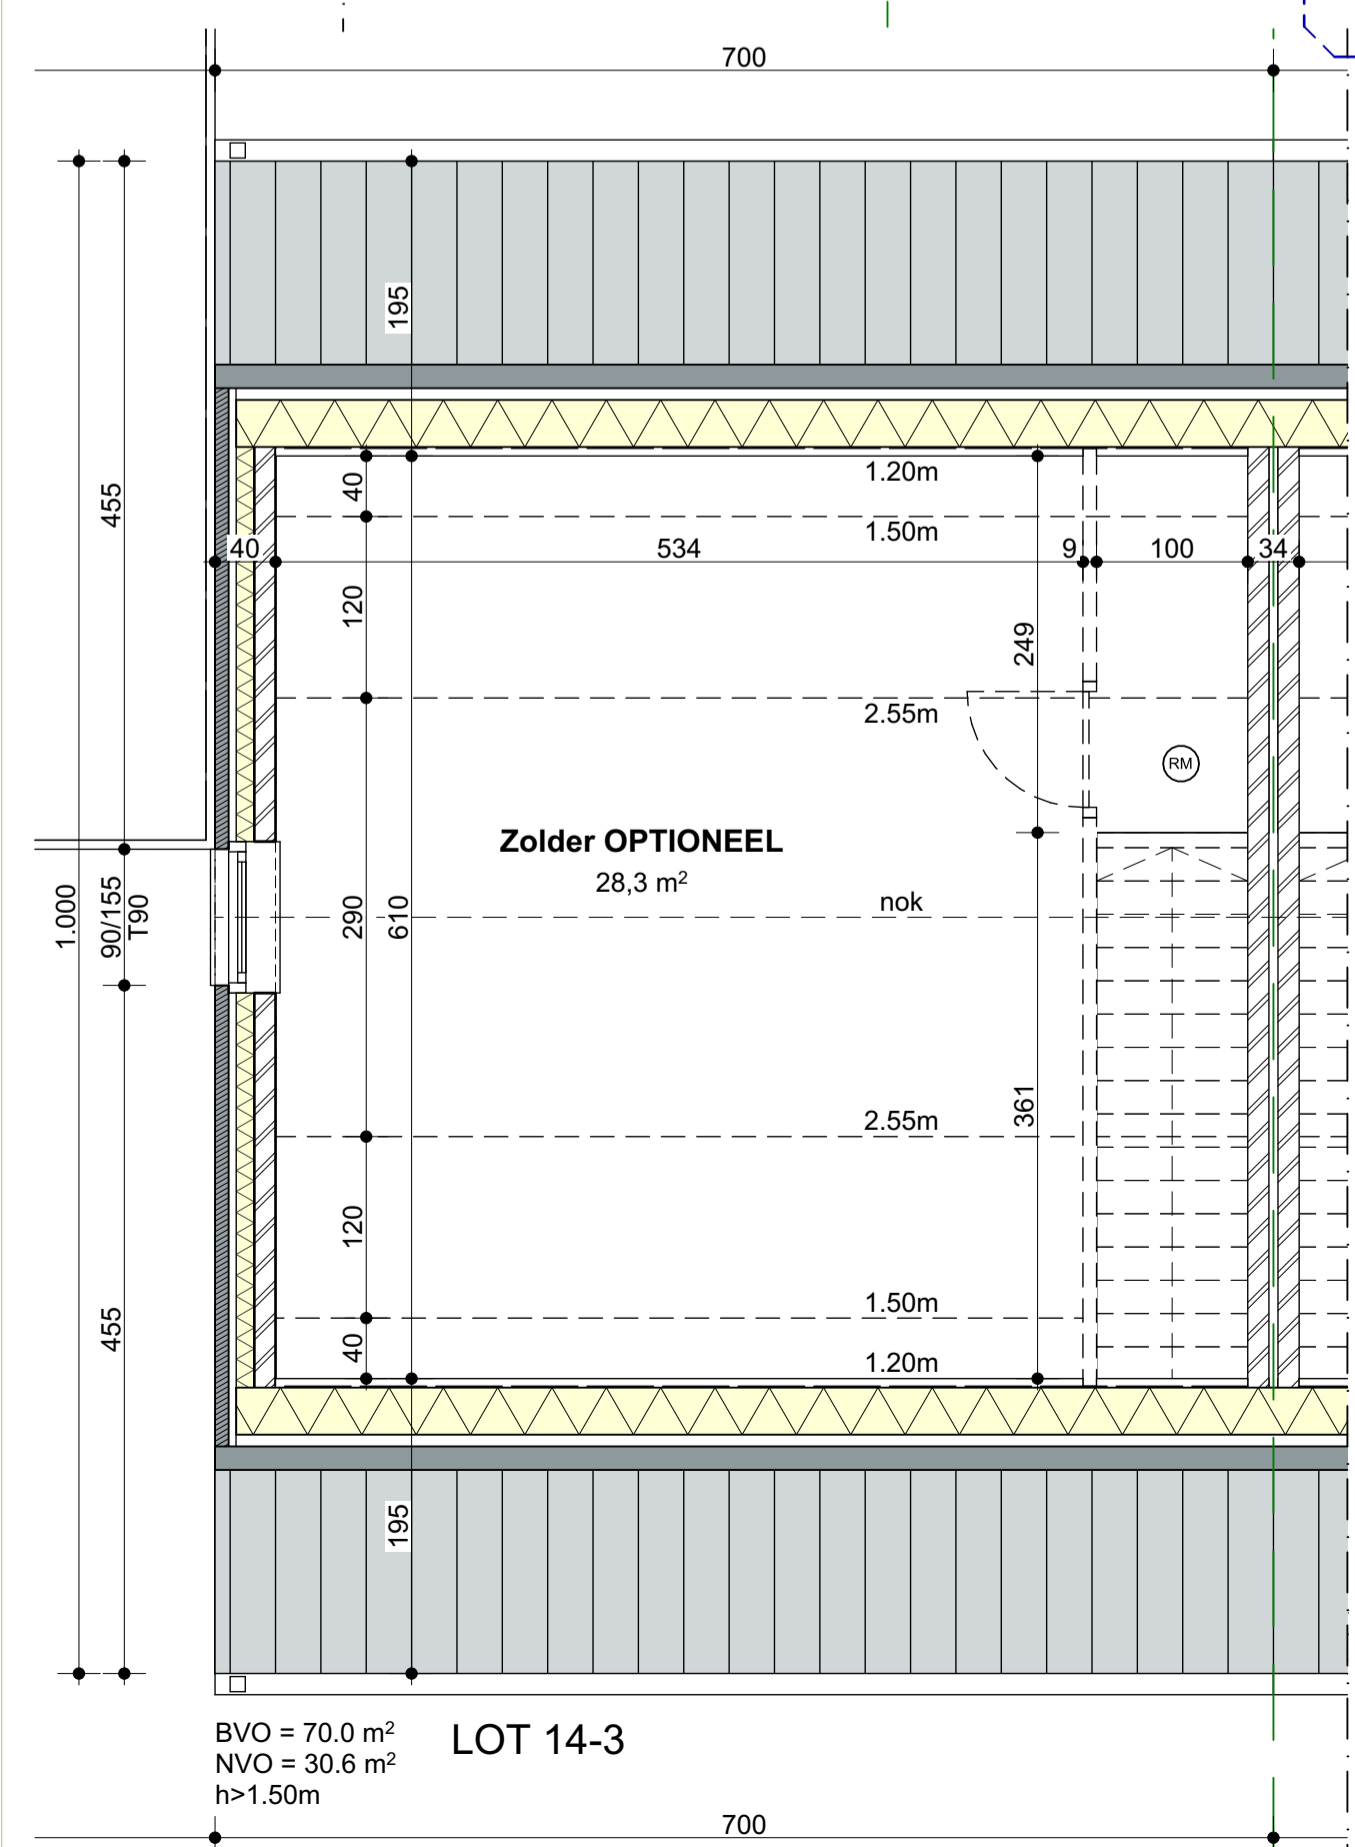 700
195
455
40
1.20m
1.50m
40
534
9
100
34
120
249
2.55m
RM
Zolder OPTIONEEL
28,3 m²
nok
1.000
90/155
T90
290
610
361
2.55m
120
1.50m
455
40
1.20m
195
BVO = 70.0 m²
LOT 14-3
NVO = 30.6 m²
h>1.50m
700